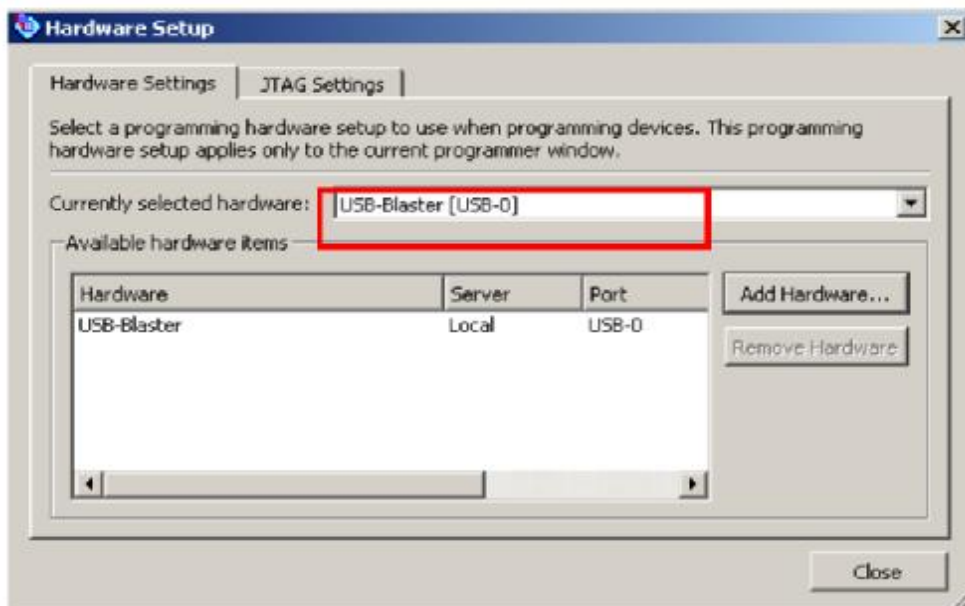 Hardware Setup
Hardware Settings
JTAG Settings
Select a programming hardware setup to use when programming devices. This programming
hardware setup applies only to the current programmer window.
Currently selected hardware:
USB-Blaster [USB-0]
Available hardware items
Hardware Server Port
USB-Blaster Local USB-0
Add Hardware...
Remove Hardware
Close